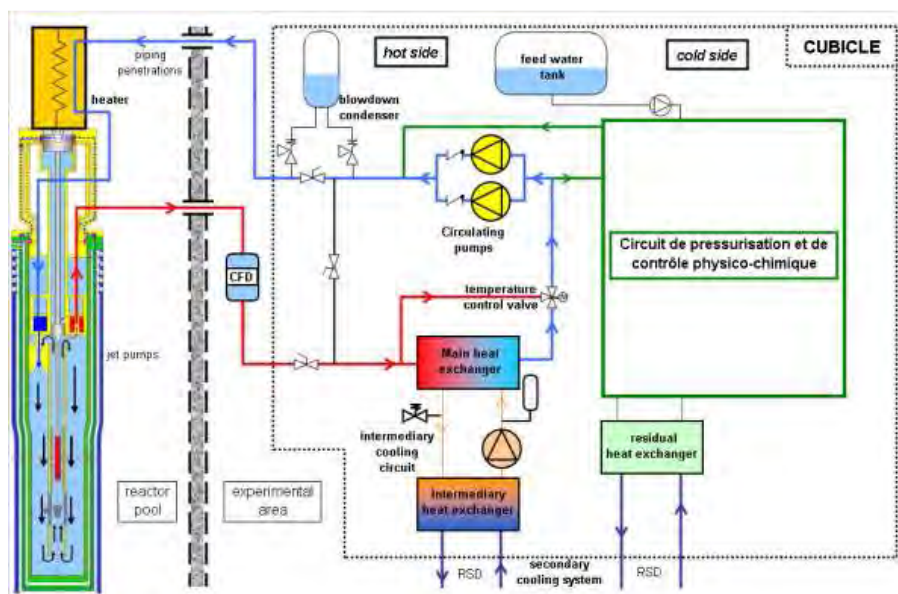 hot side
feed water
tank
cold side
CUBICLE
piping
penetrations
heater
blowdown
condenser
Circulating
pumps
Circuit de pressurisation et de
contrôle physico-chimique
CFD
temperature
control valve
jet pumps
Main heat
exchanger
intermediary
cooling
circuit
residual
heat exchanger
reactor
pool
experimental
area
Intermediary
heat exchanger
RSD
secondary
cooling system
RSD